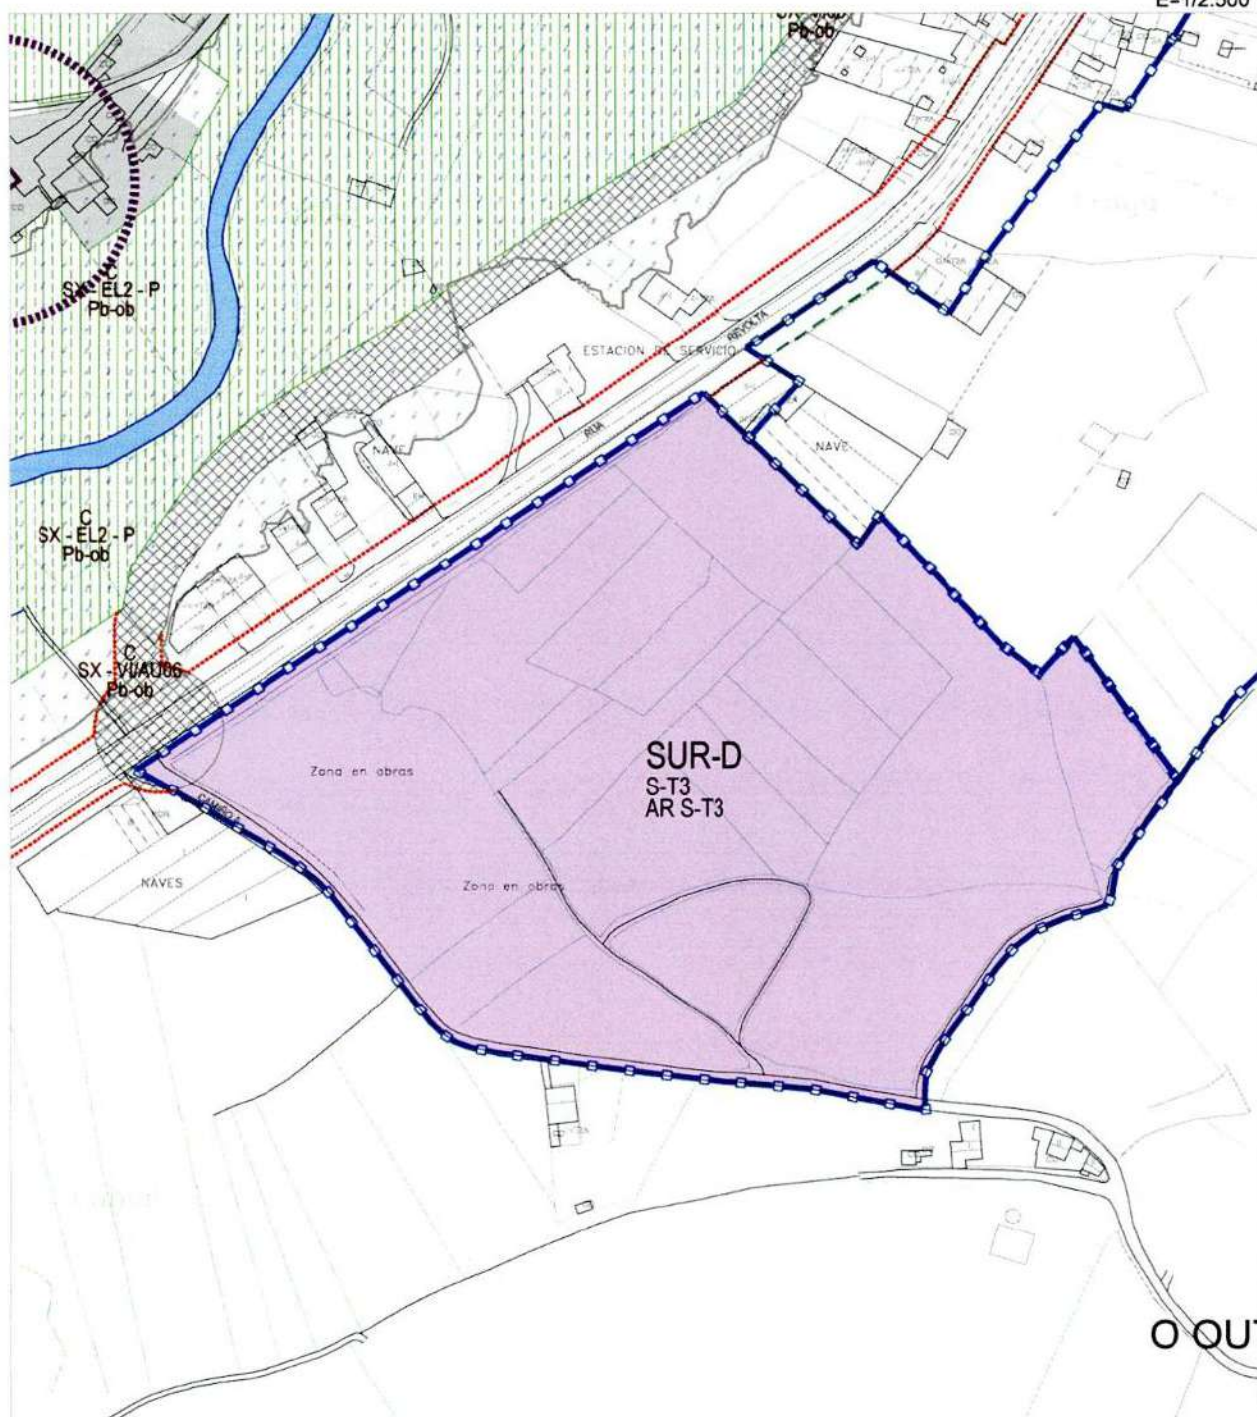 E=1/2.500
Pb-ob
C
SX - EL2 - P
Pb-ob
REVOLTA
ESTACION DE SERVICIO
RUA
NAVE
NAVE
C
SX - EL2 - P
Pb-ob
C
SX - VI/AU06
Pb-ob
SUR-D
S-T3
AR S-T3
Zona en obras
NAVES
Zona en obras